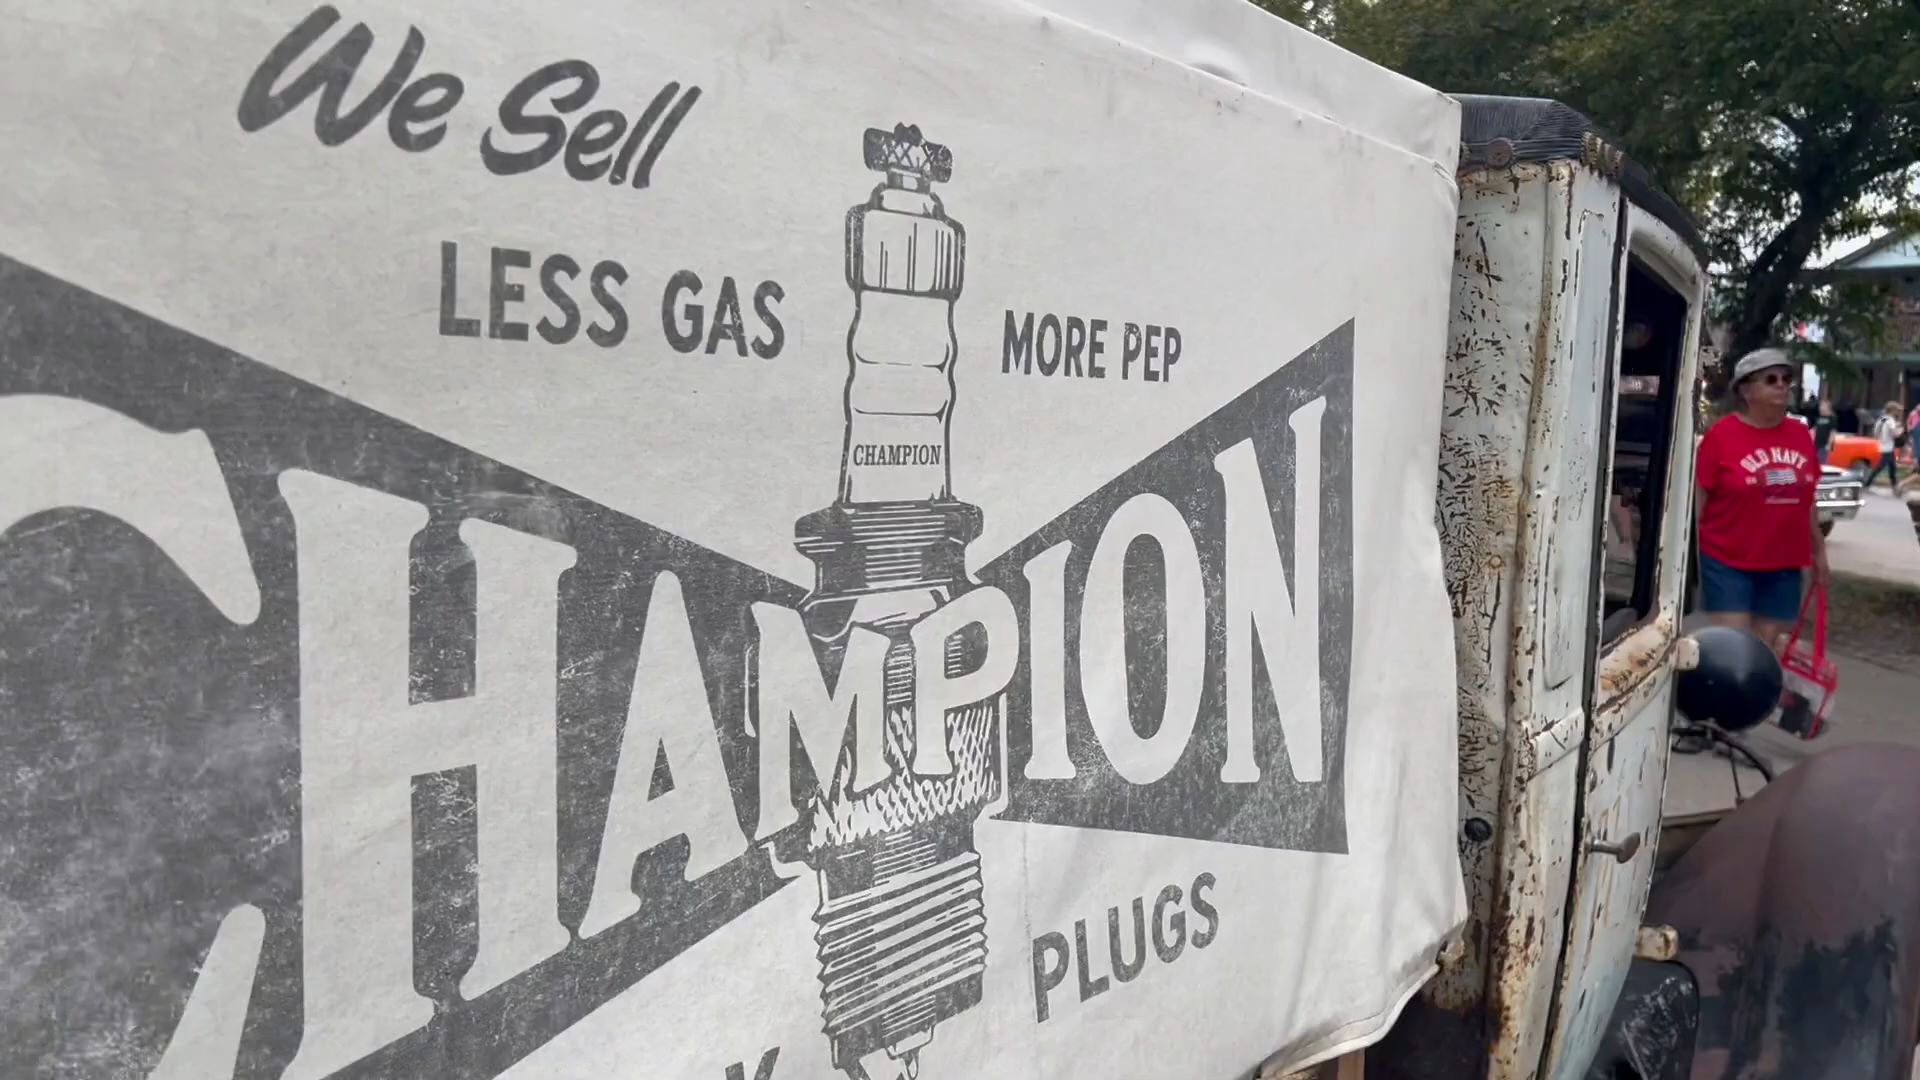 We Sell
LESS GAS
MORE PEP
CHAMPION
CHAMPION
PLUGS
OLD NAVY